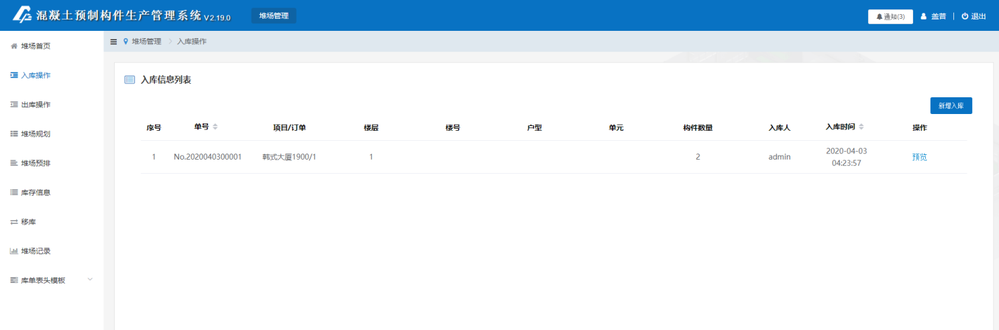 混凝土预制构件生产管理系统 V2.19.0 堆场管理 通知(3) 盖普 | 退出
堆场首页
入库操作
出库操作
堆场规划
堆场预排
库存信息
移库
堆场记录
库单表头模板
堆场管理 > 入库操作
入库信息列表
新增入库
序号 单号 项目/订单 楼层 楼号 户型 单元 构件数量 入库人 入库时间 操作
1 No.2020040300001 韩式大厦1900/1 1 2 admin 2020-04-03 预览
04:23:57